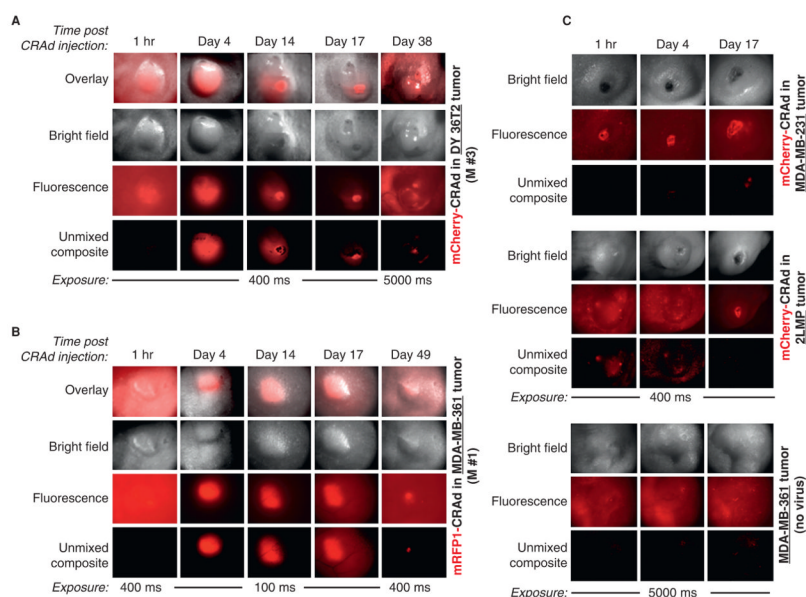 A
Time post
CRAd injection:
1 hr
Day 4
Day 14
Day 17
Day 38
Overlay
Bright field
Fluorescence
Unmixed
composite
Exposure:
400 ms
5000 ms
mCherry-CRAd in DY 36T2 tumor
(M #3)
B
Time post
CRAd injection:
1 hr
Day 4
Day 14
Day 17
Day 49
Overlay
Bright field
Fluorescence
Unmixed
composite
Exposure:
400 ms
100 ms
400 ms
mRFP1-CRAd in MDA-MB-361 tumor
(M #1)
C
1 hr
Day 4
Day 17
Bright field
Fluorescence
Unmixed
composite
mCherry-CRAd in
MDA-MB-231 tumor
Bright field
Fluorescence
Unmixed
composite
Exposure:
400 ms
mCherry-CRAd in
2LMP tumor
Bright field
Fluorescence
Unmixed
composite
Exposure:
5000 ms
MDA-MB-361
(no virus)